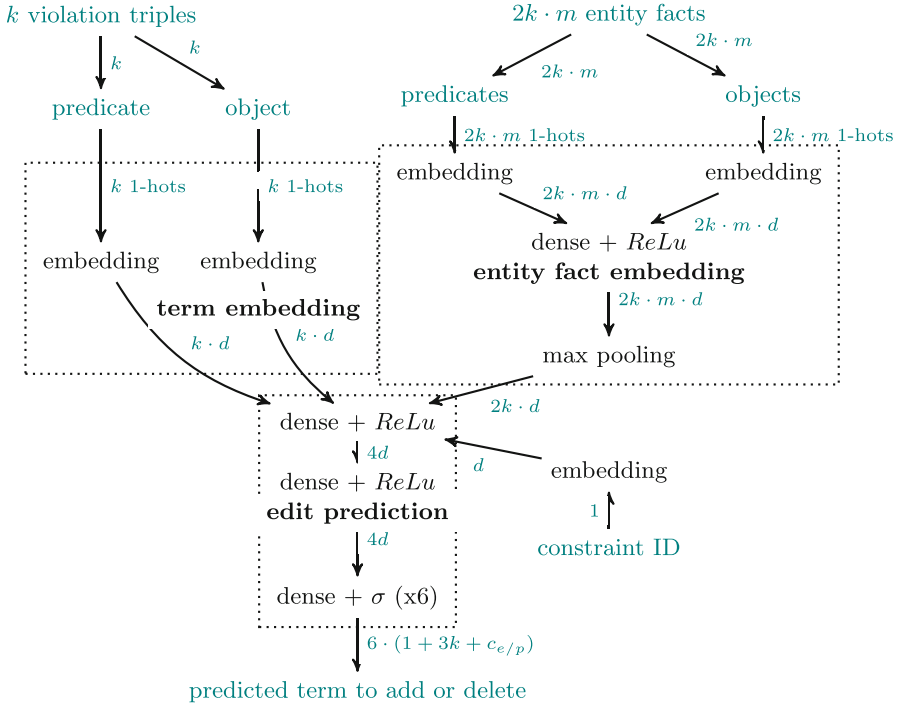 k violation triples
2k · m entity facts
k
k
2k · m
2k · m
predicate
object
predicates
objects
2k · m 1-hots
2k · m 1-hots
k 1-hots
k 1-hots
embedding
embedding
2k · m · d
2k · m · d
dense + ReLu
embedding
embedding
entity fact embedding
term embedding
2k · m · d
k · d
k · d
max pooling
2k · d
dense + ReLu
4d
d
embedding
dense + ReLu
edit prediction
1
4d
constraint ID
dense + σ (x6)
6 · (1 + 3k + c_{e/p})
predicted term to add or delete